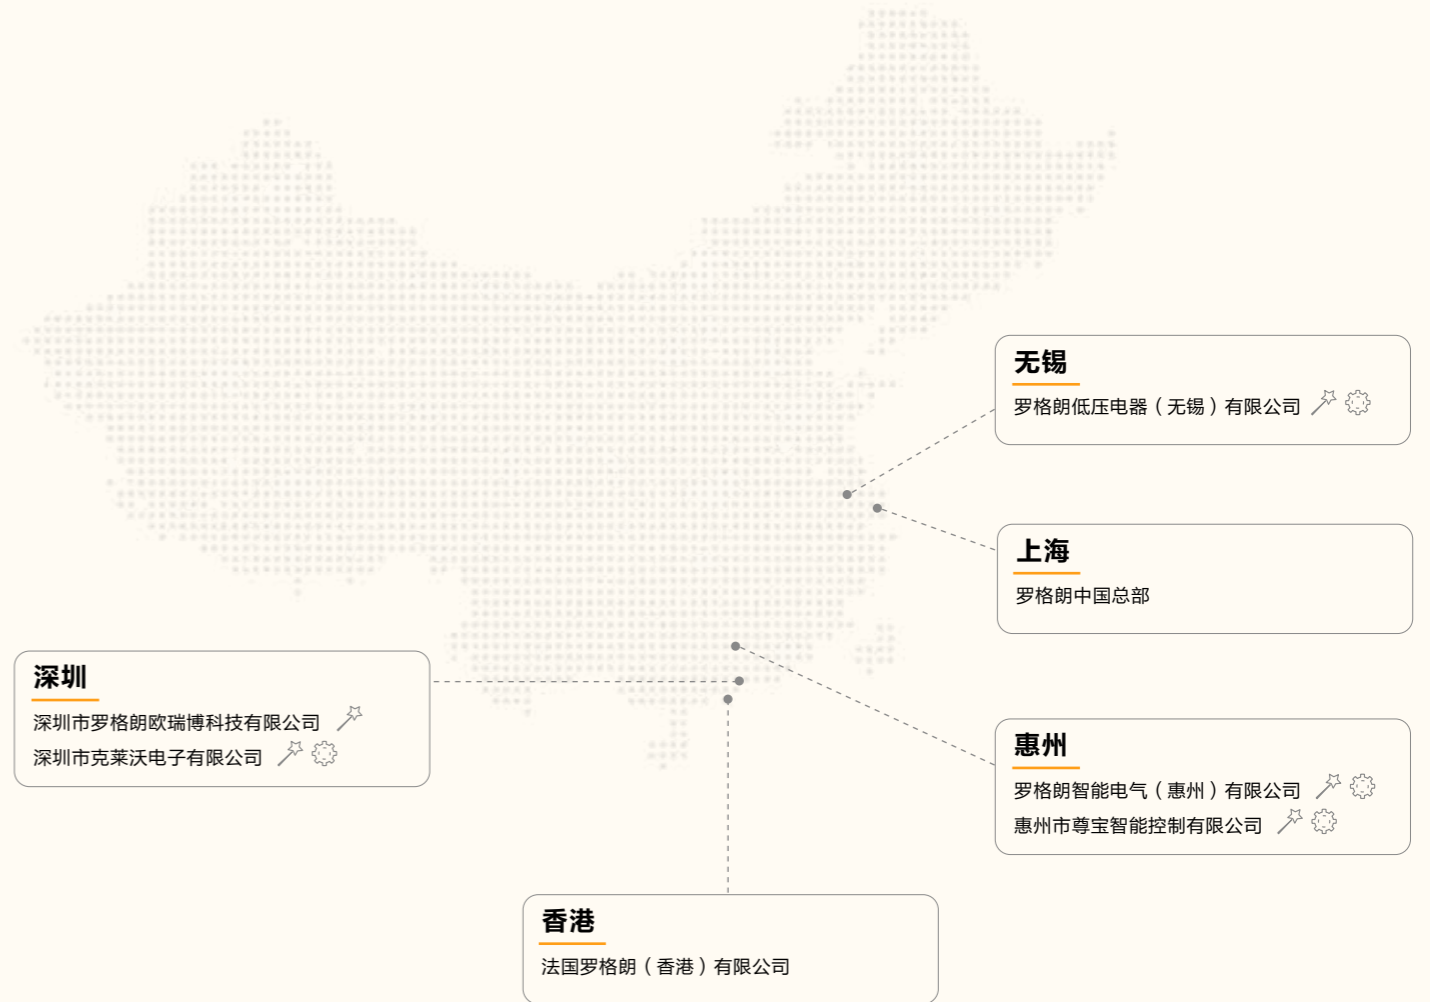 无锡
罗格朗低压电器（无锡）有限公司
上海
罗格朗中国总部
深圳
深圳市罗格朗欧瑞博科技有限公司
深圳市克莱沃电子有限公司
惠州
罗格朗智能电气（惠州）有限公司
惠州市尊宝智能控制有限公司
香港
法国罗格朗（香港）有限公司